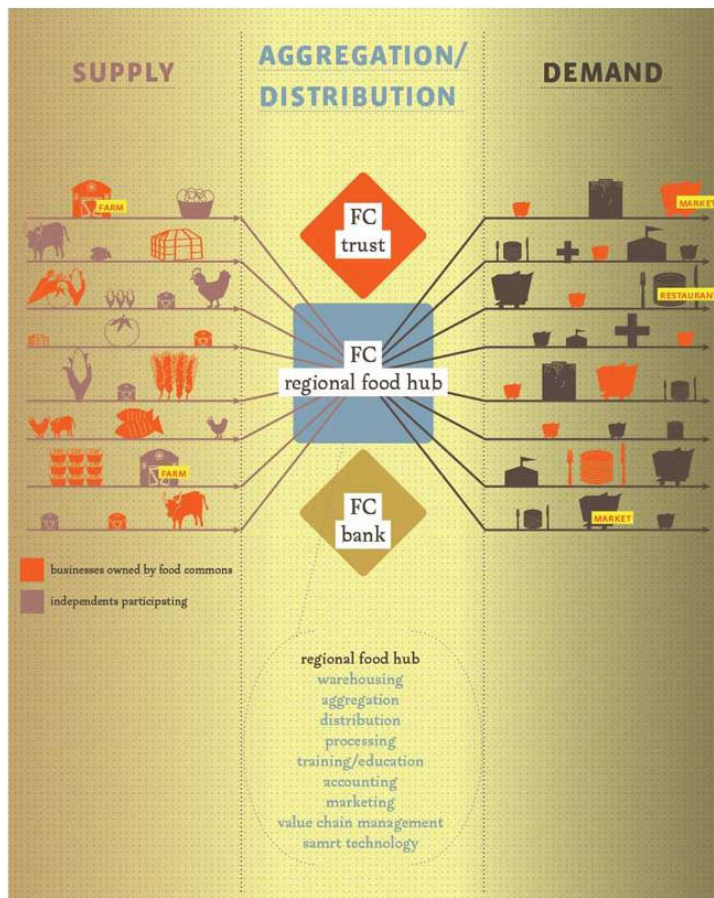 SUPPLY
AGGREGATION/
DISTRIBUTION
DEMAND
FARM
MARKET
RESTAURANT
FARM
MARKET
FC
trust
FC
regional food hub
FC
bank
businesses owned by food commons
independents participating
regional food hub
warehousing
aggregation
distribution
processing
training/education
accounting
marketing
value chain management
samrt technology